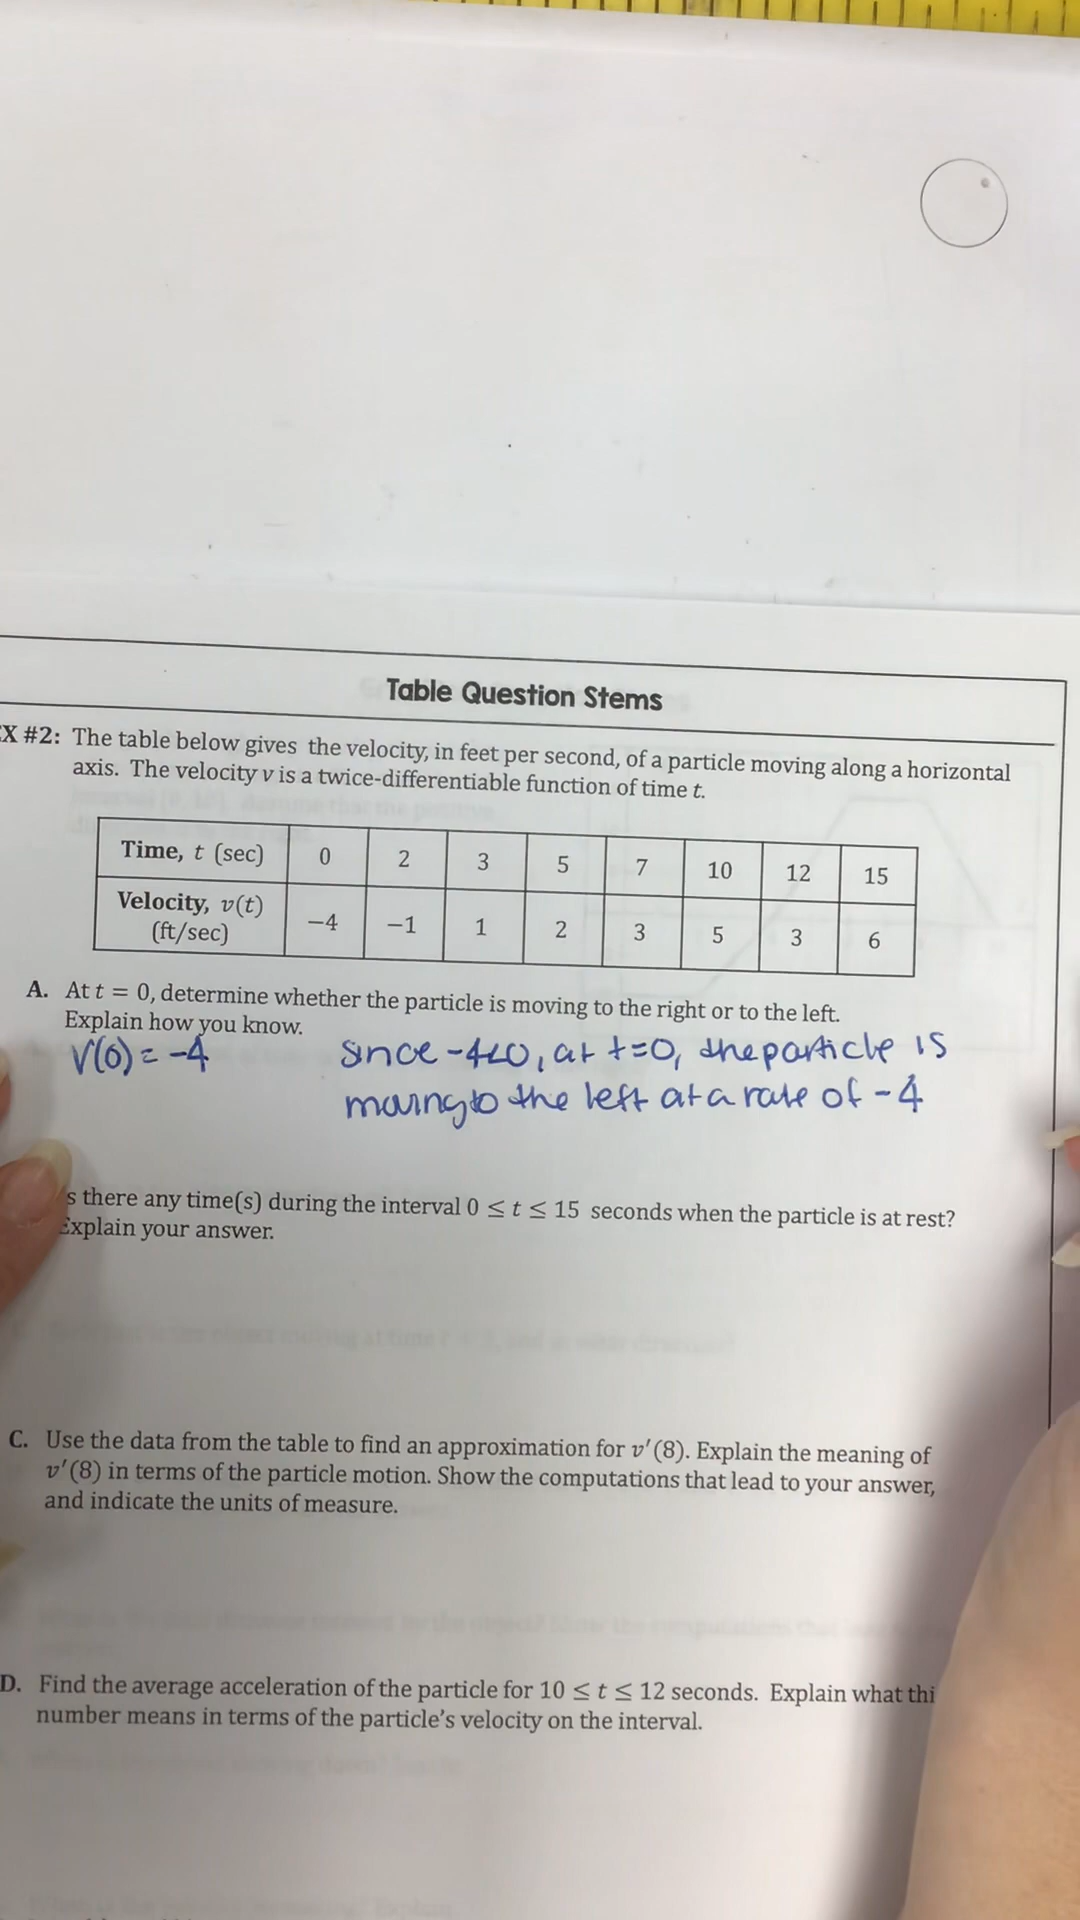 Table Question Stems
EX #2: The table below gives the velocity, in feet per second, of a particle moving along a horizontal
axis. The velocity v is a twice-differentiable function of time t.
Time, t (sec) 0 2 3 5 7 10 12 15
Velocity, v(t) (ft/sec) −4 −1 1 2 3 5 3 6
A. At t = 0, determine whether the particle is moving to the right or to the left.
Explain how you know.
V(0) = -4 since -4<0, at t=0, the particle is
moving to the left at a rate of -4
s there any time(s) during the interval 0 ≤ t ≤ 15 seconds when the particle is at rest?
Explain your answer.
C. Use the data from the table to find an approximation for v′(8). Explain the meaning of
v′(8) in terms of the particle motion. Show the computations that lead to your answer,
and indicate the units of measure.
D. Find the average acceleration of the particle for 10 ≤ t ≤ 12 seconds. Explain what thi
number means in terms of the particle's velocity on the interval.